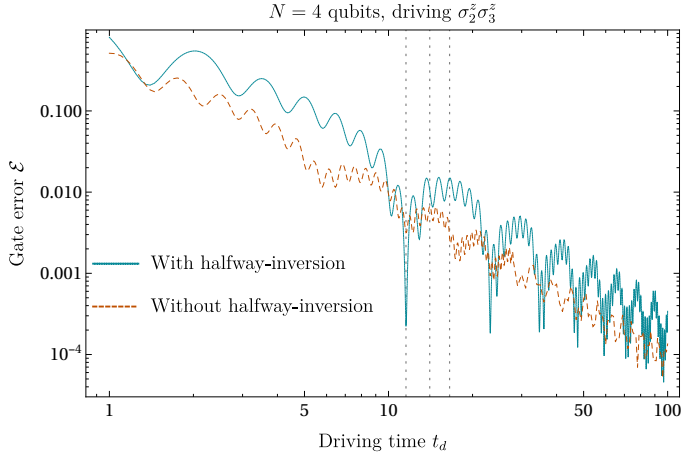 N = 4 qubits, driving σ₂ᶻσ₃ᶻ
Gate error ℰ
0.100
0.010
0.001
10⁻⁴
With halfway-inversion
Without halfway-inversion
1
5
10
50
100
Driving time t_d